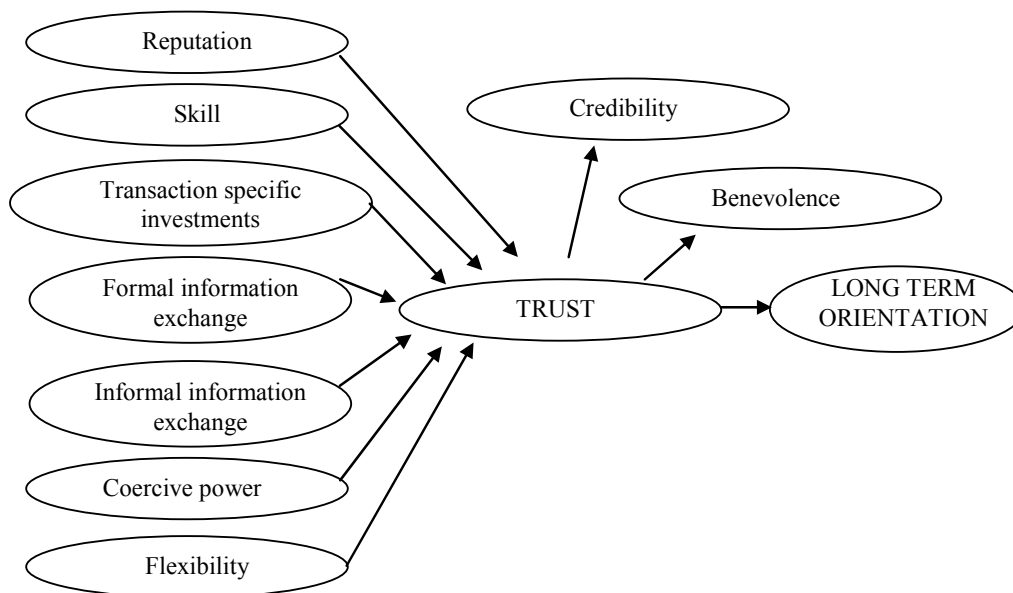 Reputation
Skill
Transaction specific
investments
Formal information
exchange
Informal information
exchange
Coercive power
Flexibility
TRUST
Credibility
Benevolence
LONG TERM
ORIENTATION